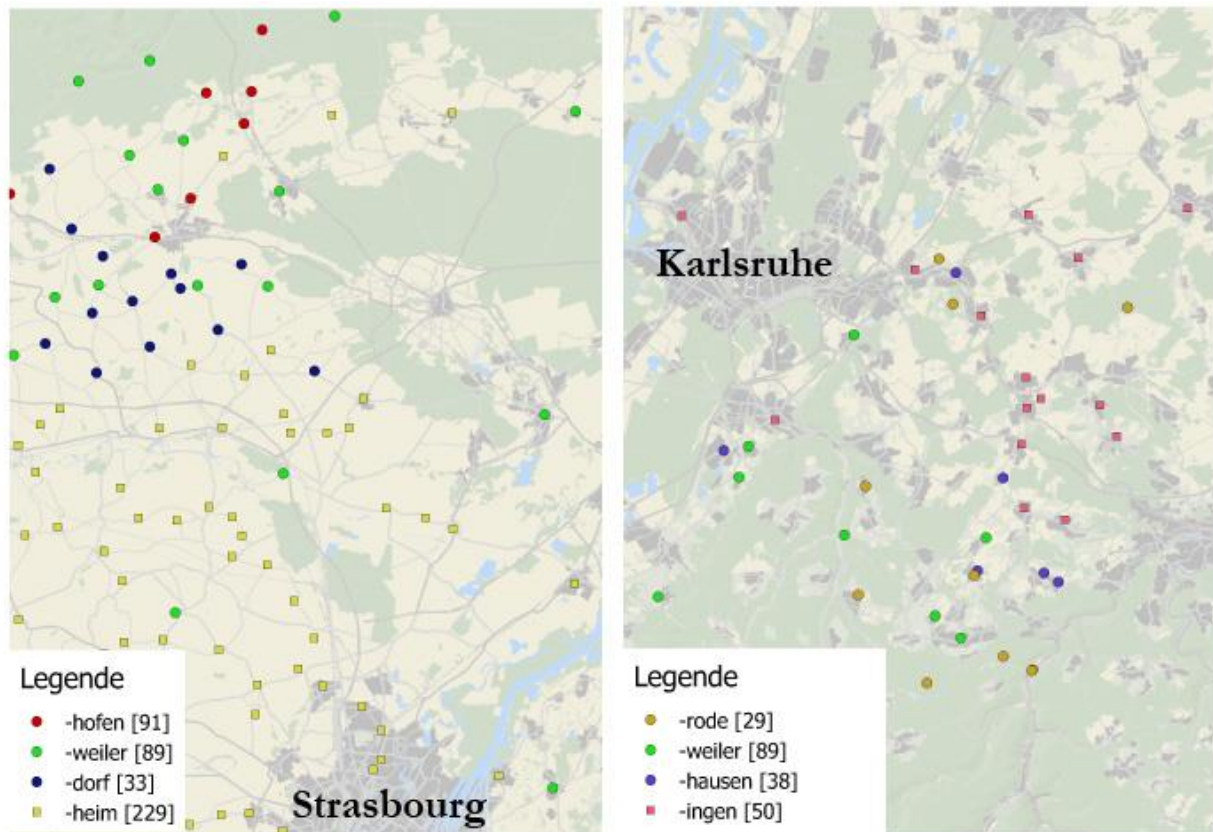 Strasbourg
Legende
-hofen [91]
-weiler [89]
-dorf [33]
-heim [229]
Karlsruhe
Legende
-rode [29]
-weiler [89]
-hausen [38]
-ingen [50]